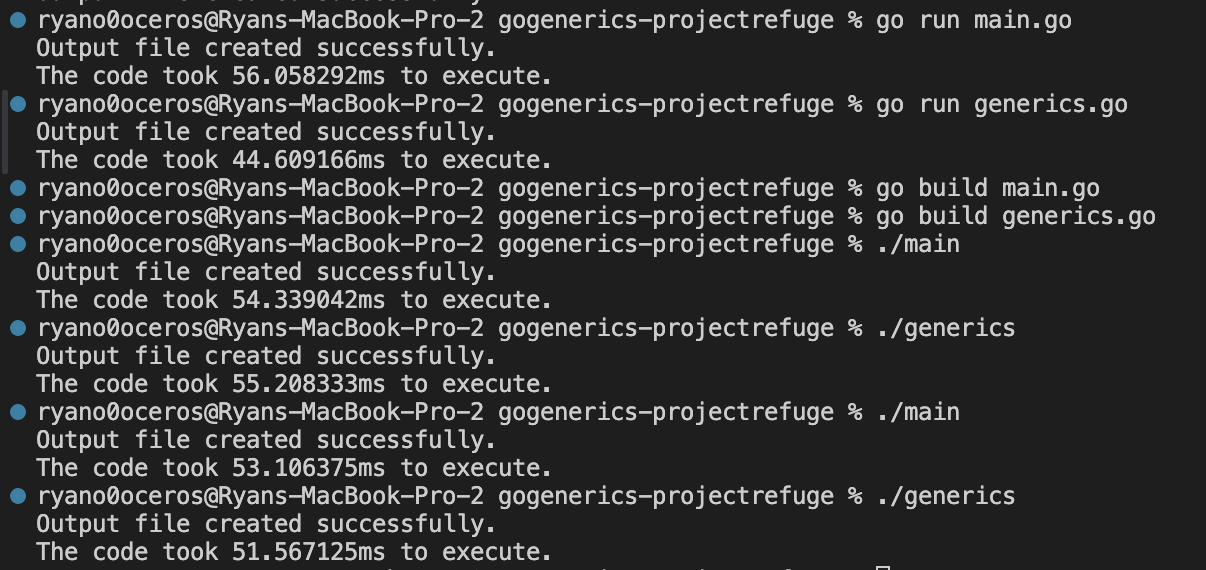 ryano0oceros@Ryans-MacBook-Pro-2 gogenerics-projectrefuge % go run main.go
Output file created successfully.
The code took 56.058292ms to execute.
ryano0oceros@Ryans-MacBook-Pro-2 gogenerics-projectrefuge % go run generics.go
Output file created successfully.
The code took 44.609166ms to execute.
ryano0oceros@Ryans-MacBook-Pro-2 gogenerics-projectrefuge % go build main.go
ryano0oceros@Ryans-MacBook-Pro-2 gogenerics-projectrefuge % go build generics.go
ryano0oceros@Ryans-MacBook-Pro-2 gogenerics-projectrefuge % ./main
Output file created successfully.
The code took 54.339042ms to execute.
ryano0oceros@Ryans-MacBook-Pro-2 gogenerics-projectrefuge % ./generics
Output file created successfully.
The code took 55.208333ms to execute.
ryano0oceros@Ryans-MacBook-Pro-2 gogenerics-projectrefuge % ./main
Output file created successfully.
The code took 53.106375ms to execute.
ryano0oceros@Ryans-MacBook-Pro-2 gogenerics-projectrefuge % ./generics
Output file created successfully.
The code took 51.567125ms to execute.